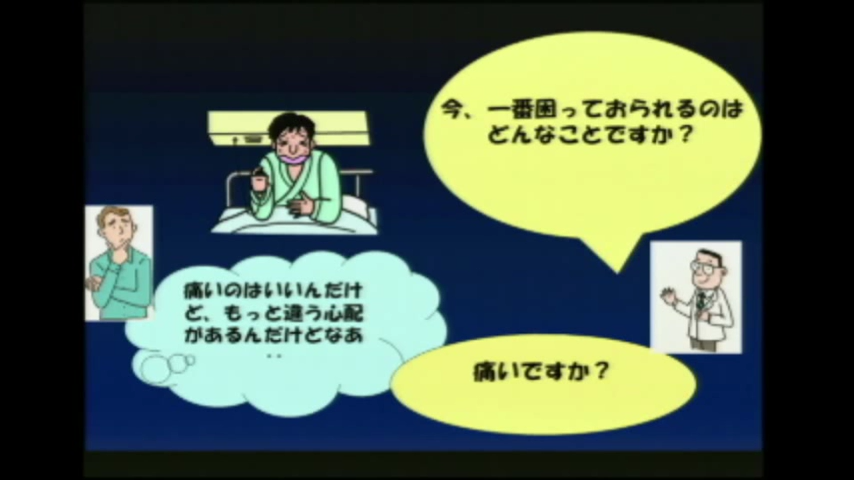 今、一番困っておられるのは
どんなことですか？
痛いのはいいんだけ
ど、もっと違う心配
があるんだけどなあ
‥
痛いですか？